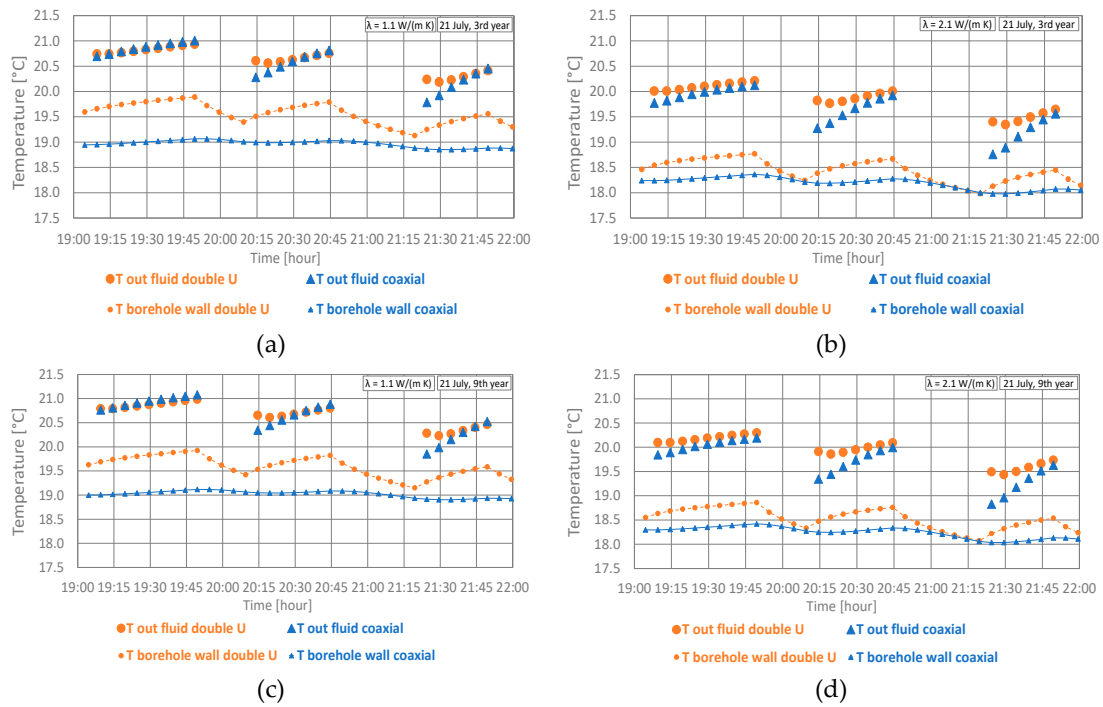 λ = 1.1 W/(m K) 21 July, 3rd year
Temperature [°C]
21.5
21.0
20.5
20.0
19.5
19.0
18.5
18.0
17.5
19:00 19:15 19:30 19:45 20:00 20:15 20:30 20:45 21:00 21:15 21:30 21:45 22:00
Time [hour]
T out fluid double U T out fluid coaxial
T borehole wall double U T borehole wall coaxial
(a)
λ = 2.1 W/(m K) 21 July, 3rd year
Temperature [°C]
21.5
21.0
20.5
20.0
19.5
19.0
18.5
18.0
17.5
19:00 19:15 19:30 19:45 20:00 20:15 20:30 20:45 21:00 21:15 21:30 21:45 22:00
Time [hour]
T out fluid double U T out fluid coaxial
T borehole wall double U T borehole wall coaxial
(b)
λ = 1.1 W/(m K) 21 July, 9th year
Temperature [°C]
21.5
21.0
20.5
20.0
19.5
19.0
18.5
18.0
17.5
19:00 19:15 19:30 19:45 20:00 20:15 20:30 20:45 21:00 21:15 21:30 21:45 22:00
Time [hour]
T out fluid double U T out fluid coaxial
T borehole wall double U T borehole wall coaxial
(c)
λ = 2.1 W/(m K) 21 July, 9th year
Temperature [°C]
21.5
21.0
20.5
20.0
19.5
19.0
18.5
18.0
17.5
19:00 19:15 19:30 19:45 20:00 20:15 20:30 20:45 21:00 21:15 21:30 21:45 22:00
Time [hour]
T out fluid double U T out fluid coaxial
T borehole wall double U T borehole wall coaxial
(d)